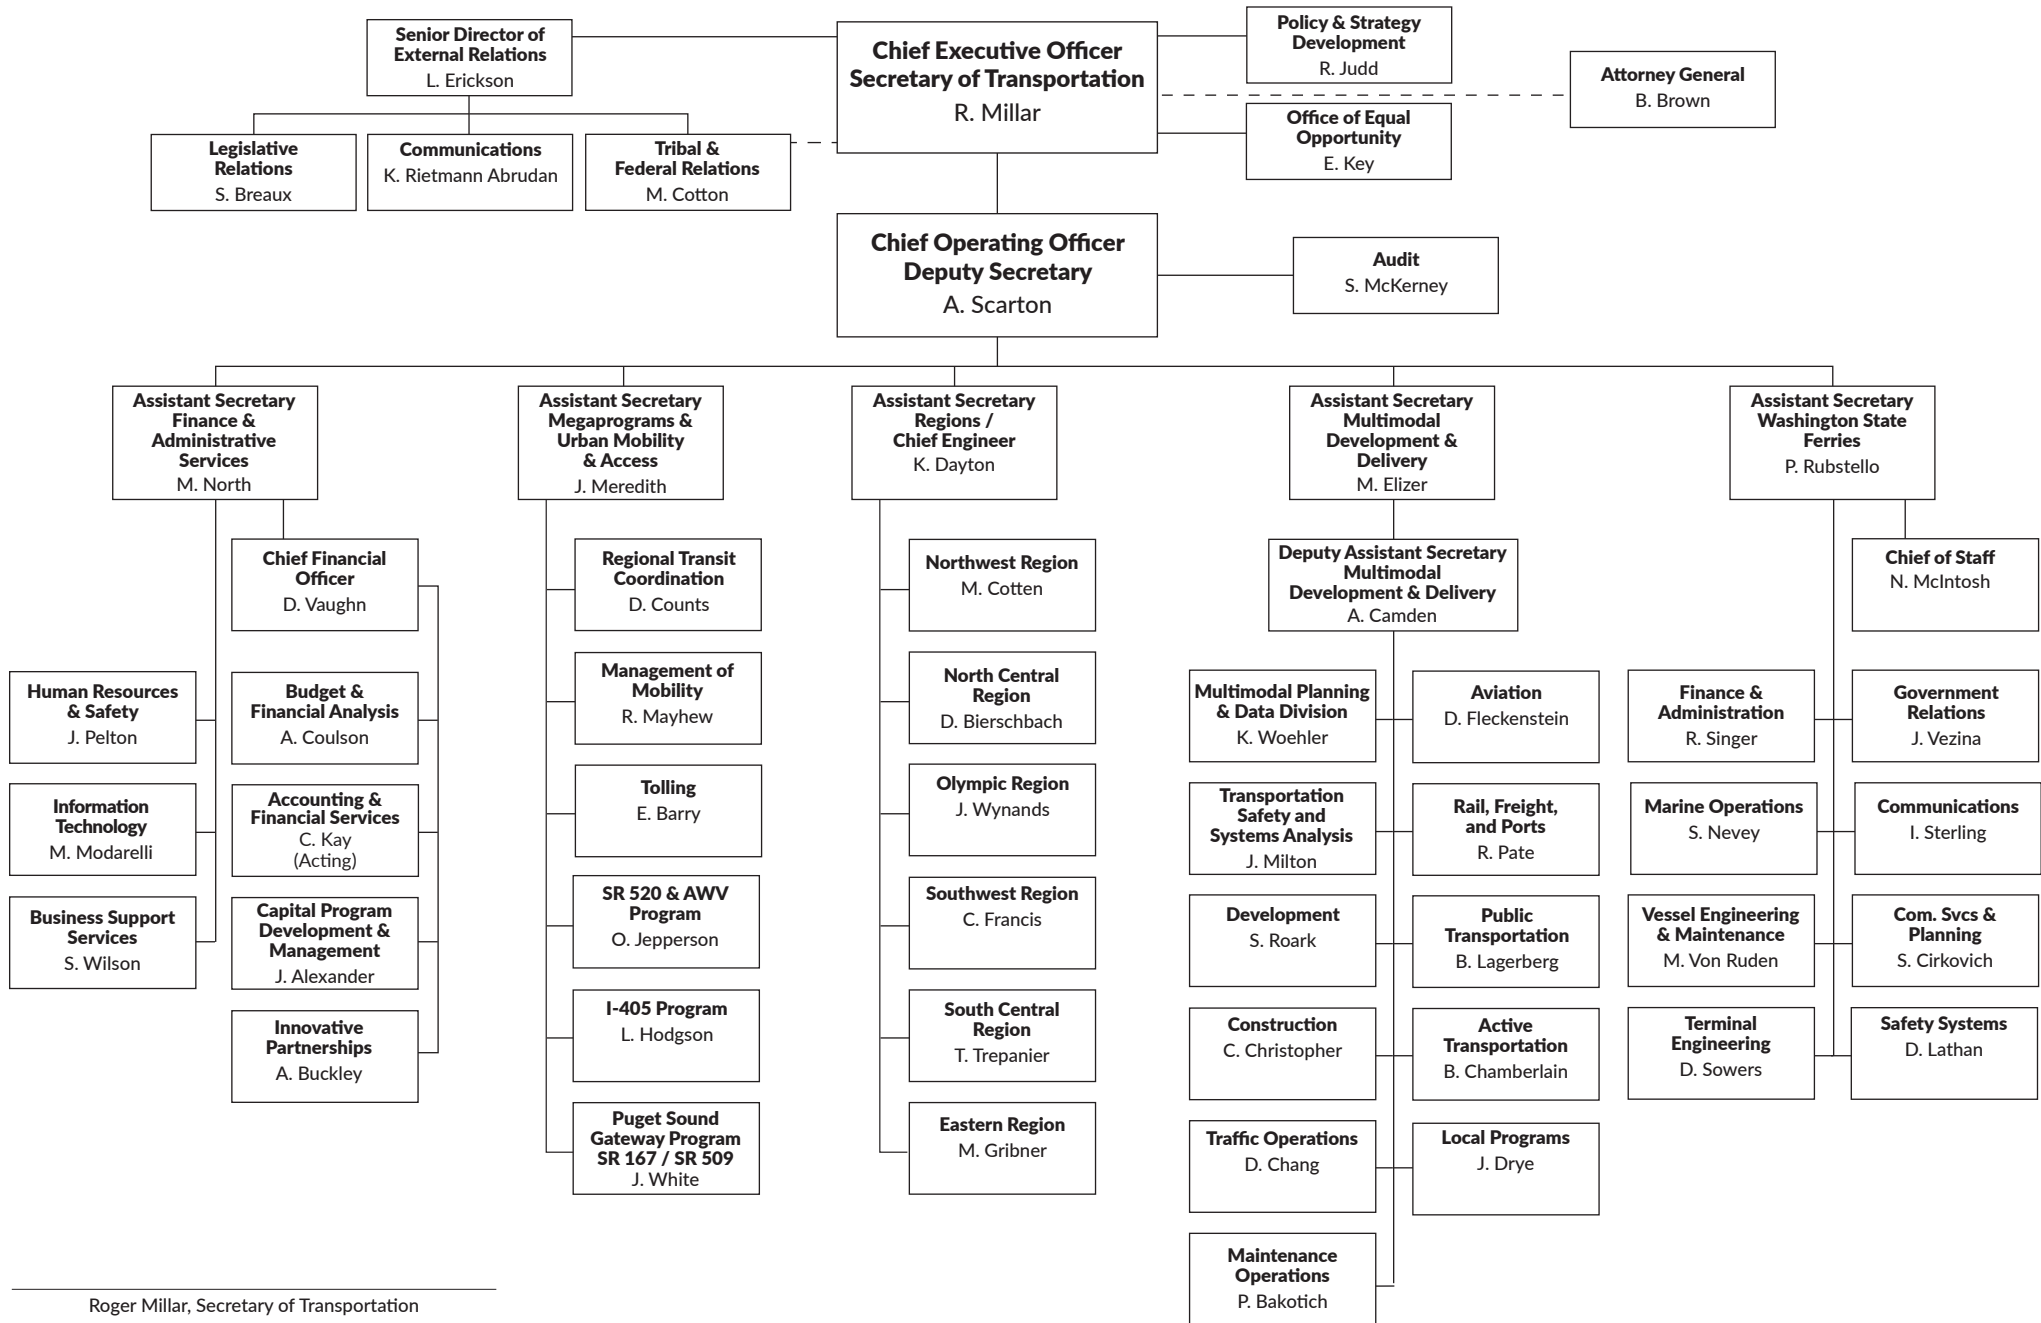 Senior Director of
External Relations
L. Erickson
Chief Executive Officer
Secretary of Transportation
R. Millar
Policy & Strategy
Development
R. Judd
Attorney General
B. Brown
Office of Equal
Opportunity
E. Key
Legislative
Relations
S. Breaux
Communications
K. Rietmann Abrudan
Tribal &
Federal Relations
M. Cotton
Chief Operating Officer
Deputy Secretary
A. Scarton
Audit
S. McKerney
Assistant Secretary
Finance &
Administrative
Services
M. North
Assistant Secretary
Megaprograms &
Urban Mobility
& Access
J. Meredith
Assistant Secretary
Regions /
Chief Engineer
K. Dayton
Assistant Secretary
Multimodal
Development &
Delivery
M. Elizer
Assistant Secretary
Washington State
Ferries
P. Rubstello
Chief Financial
Officer
D. Vaughn
Human Resources
& Safety
J. Pelton
Budget &
Financial Analysis
A. Coulson
Information
Technology
M. Modarelli
Accounting &
Financial Services
C. Kay
(Acting)
Business Support
Services
S. Wilson
Capital Program
Development &
Management
J. Alexander
Innovative
Partnerships
A. Buckley
Regional Transit
Coordination
D. Counts
Management of
Mobility
R. Mayhew
Tolling
E. Barry
SR 520 & AWV
Program
O. Jepperson
I-405 Program
L. Hodgson
Puget Sound
Gateway Program
SR 167 / SR 509
J. White
Northwest Region
M. Cotten
North Central
Region
D. Bierschbach
Olympic Region
J. Wynands
Southwest Region
C. Francis
South Central
Region
T. Trepanier
Eastern Region
M. Gribner
Deputy Assistant Secretary
Multimodal
Development & Delivery
A. Camden
Multimodal Planning
& Data Division
K. Woehler
Aviation
D. Fleckenstein
Transportation
Safety and
Systems Analysis
J. Milton
Rail, Freight,
and Ports
R. Pate
Development
S. Roark
Public
Transportation
B. Lagerberg
Construction
C. Christopher
Active
Transportation
B. Chamberlain
Traffic Operations
D. Chang
Local Programs
J. Drye
Maintenance
Operations
P. Bakotich
Chief of Staff
N. McIntosh
Finance &
Administration
R. Singer
Government
Relations
J. Vezina
Marine Operations
S. Nevey
Communications
I. Sterling
Vessel Engineering
& Maintenance
M. Von Ruden
Com. Svcs &
Planning
S. Cirkovich
Terminal
Engineering
D. Sowers
Safety Systems
D. Lathan
Roger Millar, Secretary of Transportation